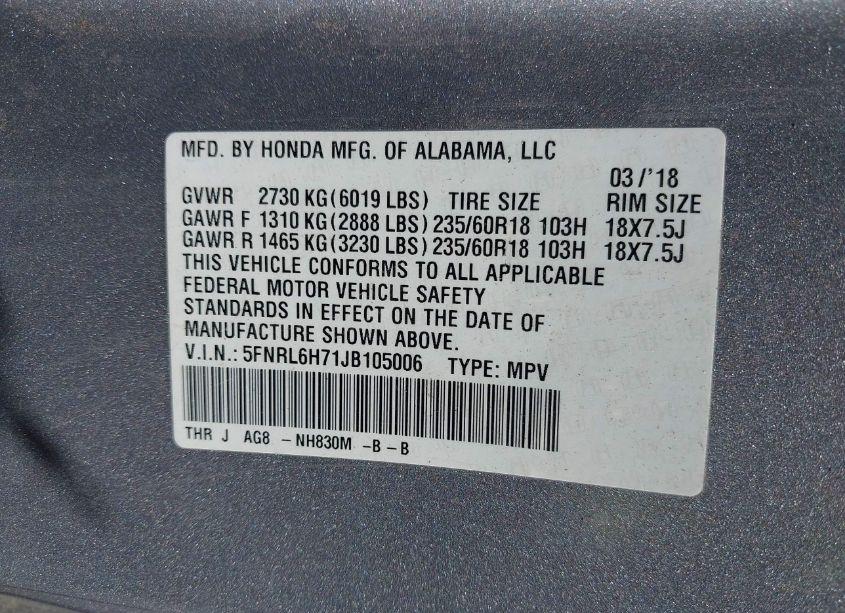 MFD. BY HONDA MFG. OF ALABAMA, LLC
03/'18
GVWR 2730 KG(6019 LBS) TIRE SIZE RIM SIZE
GAWR F 1310 KG(2888 LBS) 235/60R18 103H 18X7.5J
GAWR R 1465 KG(3230 LBS) 235/60R18 103H 18X7.5J
THIS VEHICLE CONFORMS TO ALL APPLICABLE
FEDERAL MOTOR VEHICLE SAFETY
STANDARDS IN EFFECT ON THE DATE OF
MANUFACTURE SHOWN ABOVE.
V.I.N.: 5FNRL6H71JB105006 TYPE: MPV
THR J AG8 -NH830M -B-B